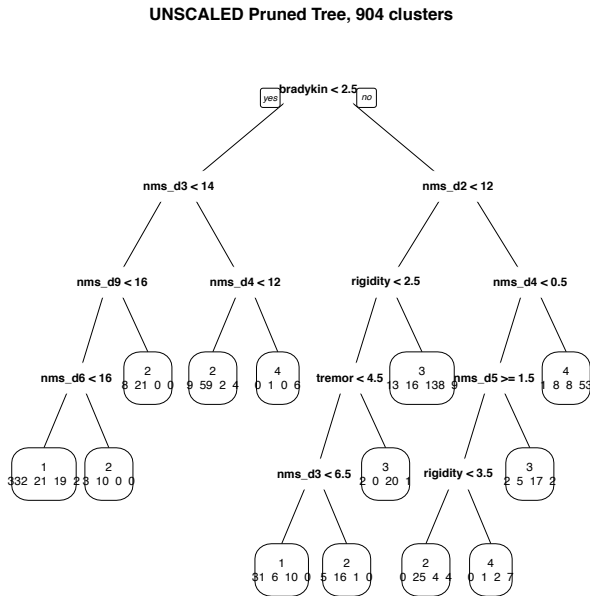 UNSCALED Pruned Tree, 904 clusters
bradykin < 2.5
yes no
nms_d3 < 14 nms_d2 < 12
nms_d9 < 16 nms_d4 < 12 rigidity < 2.5 nms_d4 < 0.5
nms_d6 < 16 2 2 4 tremor < 4.5 3 nms_d5 >= 1.5 4
8 21 0 0 9 59 2 4 0 1 0 6 13 16 138 9 1 8 8 53
1 2 nms_d3 < 6.5 3 rigidity < 3.5 3
332 21 19 2 3 10 0 0 2 0 20 1 2 5 17 2
1 2 2 4
31 6 10 0 5 16 1 0 0 25 4 4 0 1 2 7